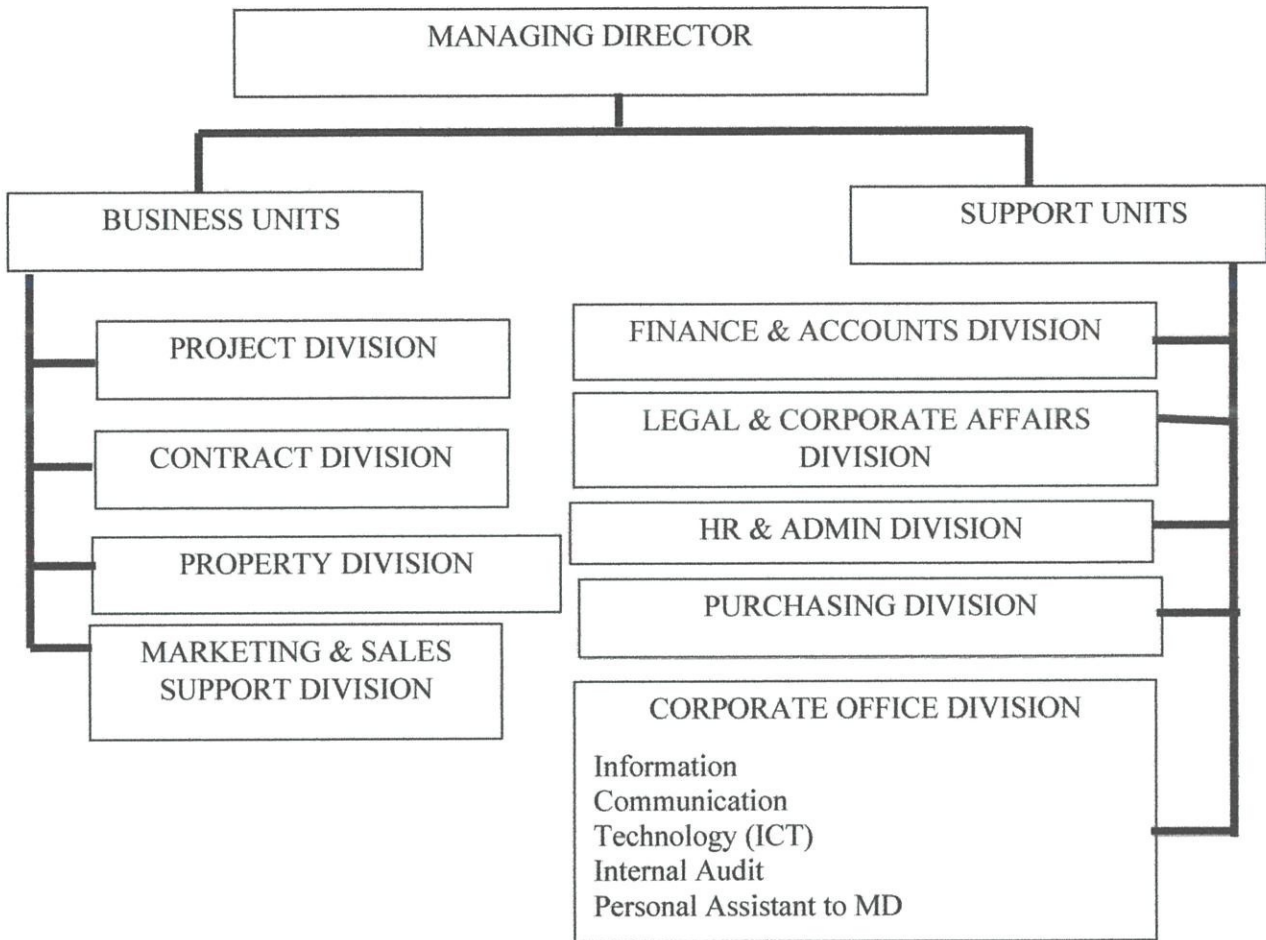 MANAGING DIRECTOR
BUSINESS UNITS
SUPPORT UNITS
PROJECT DIVISION
CONTRACT DIVISION
PROPERTY DIVISION
MARKETING & SALES
SUPPORT DIVISION
FINANCE & ACCOUNTS DIVISION
LEGAL & CORPORATE AFFAIRS
DIVISION
HR & ADMIN DIVISION
PURCHASING DIVISION
CORPORATE OFFICE DIVISION
Information
Communication
Technology (ICT)
Internal Audit
Personal Assistant to MD